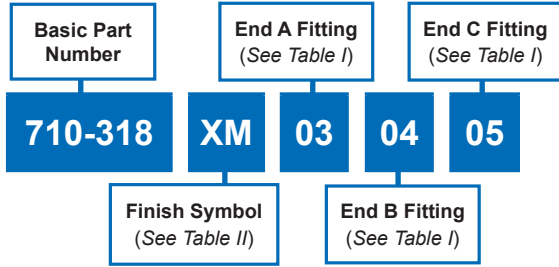 Basic Part
Number
End A Fitting
(See Table I)
End C Fitting
(See Table I)
710-318
XM
03
04
05
Finish Symbol
(See Table II)
End B Fitting
(See Table I)